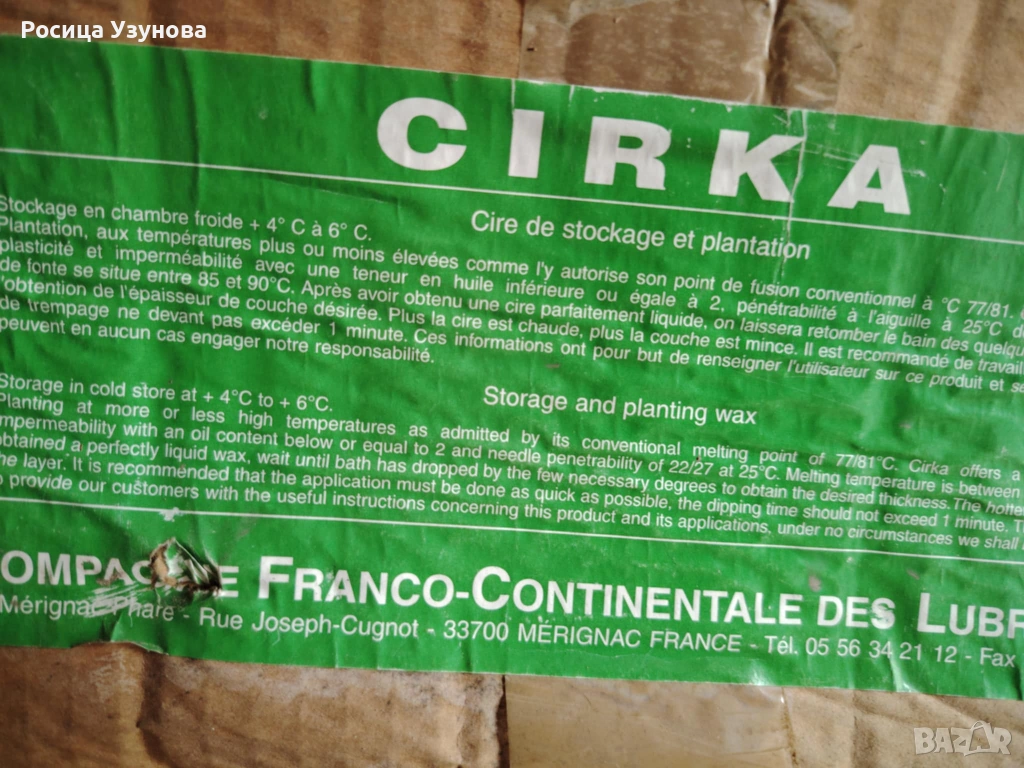 Росица Узунова
CIRKA
Cire de stockage et plantation
Stockage en chambre froide + 4° C à 6° C.
Plantation, aux températures plus ou moins élevées comme l'y autorise son point de fusion conventionnel à °C 77/81.
plasticité et imperméabilité avec une teneur en huile inférieure ou égale à 2, pénétrabilité à l'aiguille à 25°C
de fonte se situe entre 85 et 90°C. Après avoir obtenu une cire parfaitement liquide, on laissera retomber le bain des quelqu
l'obtention de l'épaisseur de couche désirée. Plus la cire est chaude, plus la couche est mince. Il est recommandé de travail
de trempage ne devant pas excéder 1 minute. Ces informations ont pour but de renseigner l'utilisateur sur ce produit et se
peuvent en aucun cas engager notre responsabilité.
Storage and planting wax
Storage in cold store at + 4°C to + 6°C.
Planting at more or less high temperatures as admitted by its conventional melting point of 77/81°C. Cirka offers a
impermeability with an oil content below or equal to 2 and needle penetrability of 22/27 at 25°C. Melting temperature is between
obtained a perfectly liquid wax, wait until bath has dropped by the few necessary degrees to obtain the desired thickness.The hotter
the layer. It is recommended that the application must be done as quick as possible, the dipping time should not exceed 1 minute. T
to provide our customers with the useful instructions concerning this product and its applications, under no circumstances we shall
OMPAGNIE FRANCO-CONTINENTALE DES LUBR
Mérignac-Phare - Rue Joseph-Cugnot - 33700 MÉRIGNAC FRANCE - Tél. 05 56 34 21 12 - Fax
BAZAR